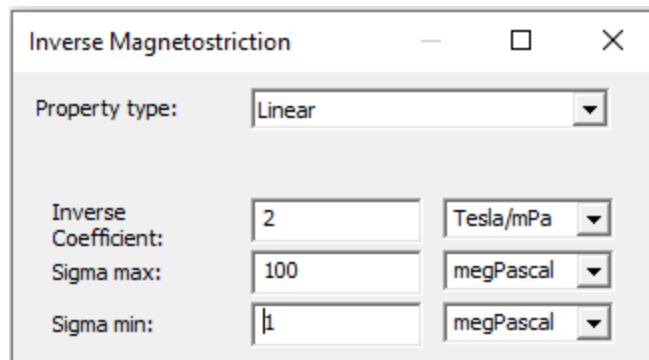 Inverse Magnetostriction
Property type: Linear
Inverse
Coefficient: 2 Tesla/mPa
Sigma max: 100 megPascal
Sigma min: 1 megPascal